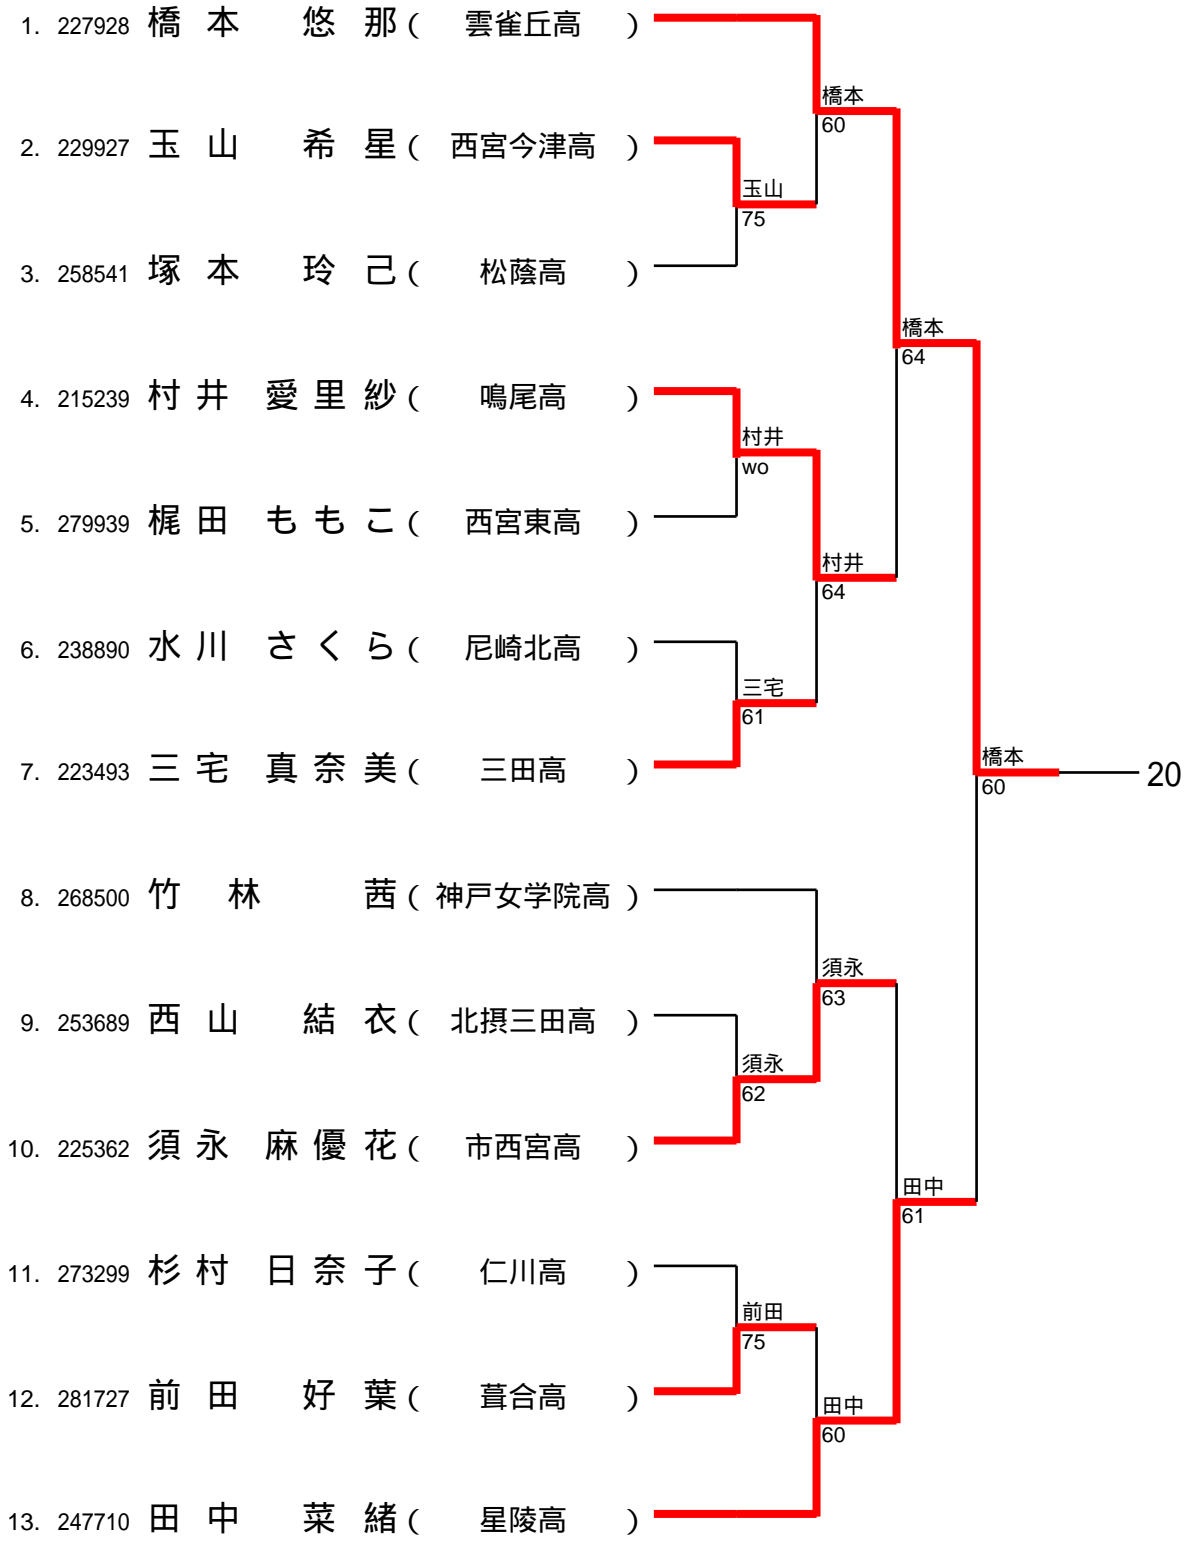 1. 227928 橋本 悠那 ( 雲雀丘高 )
橋本
60
2. 229927 玉山 希星 ( 西宮今津高 )
玉山
75
3. 258541 塚本 玲己 ( 松蔭高 )
橋本
64
4. 215239 村井 愛里紗 ( 鳴尾高 )
村井
wo
5. 279939 梶田 ももこ ( 西宮東高 )
村井
64
6. 238890 水川 さくら ( 尼崎北高 )
三宅
61
7. 223493 三宅 真奈美 ( 三田高 )
橋本
60
20
8. 268500 竹林 茜 ( 神戸女学院高 )
須永
63
9. 253689 西山 結衣 ( 北摂三田高 )
須永
62
10. 225362 須永 麻優花 ( 市西宮高 )
田中
61
11. 273299 杉村 日奈子 ( 仁川高 )
前田
75
12. 281727 前田 好葉 ( 葺合高 )
田中
60
13. 247710 田中 菜緒 ( 星陵高 )